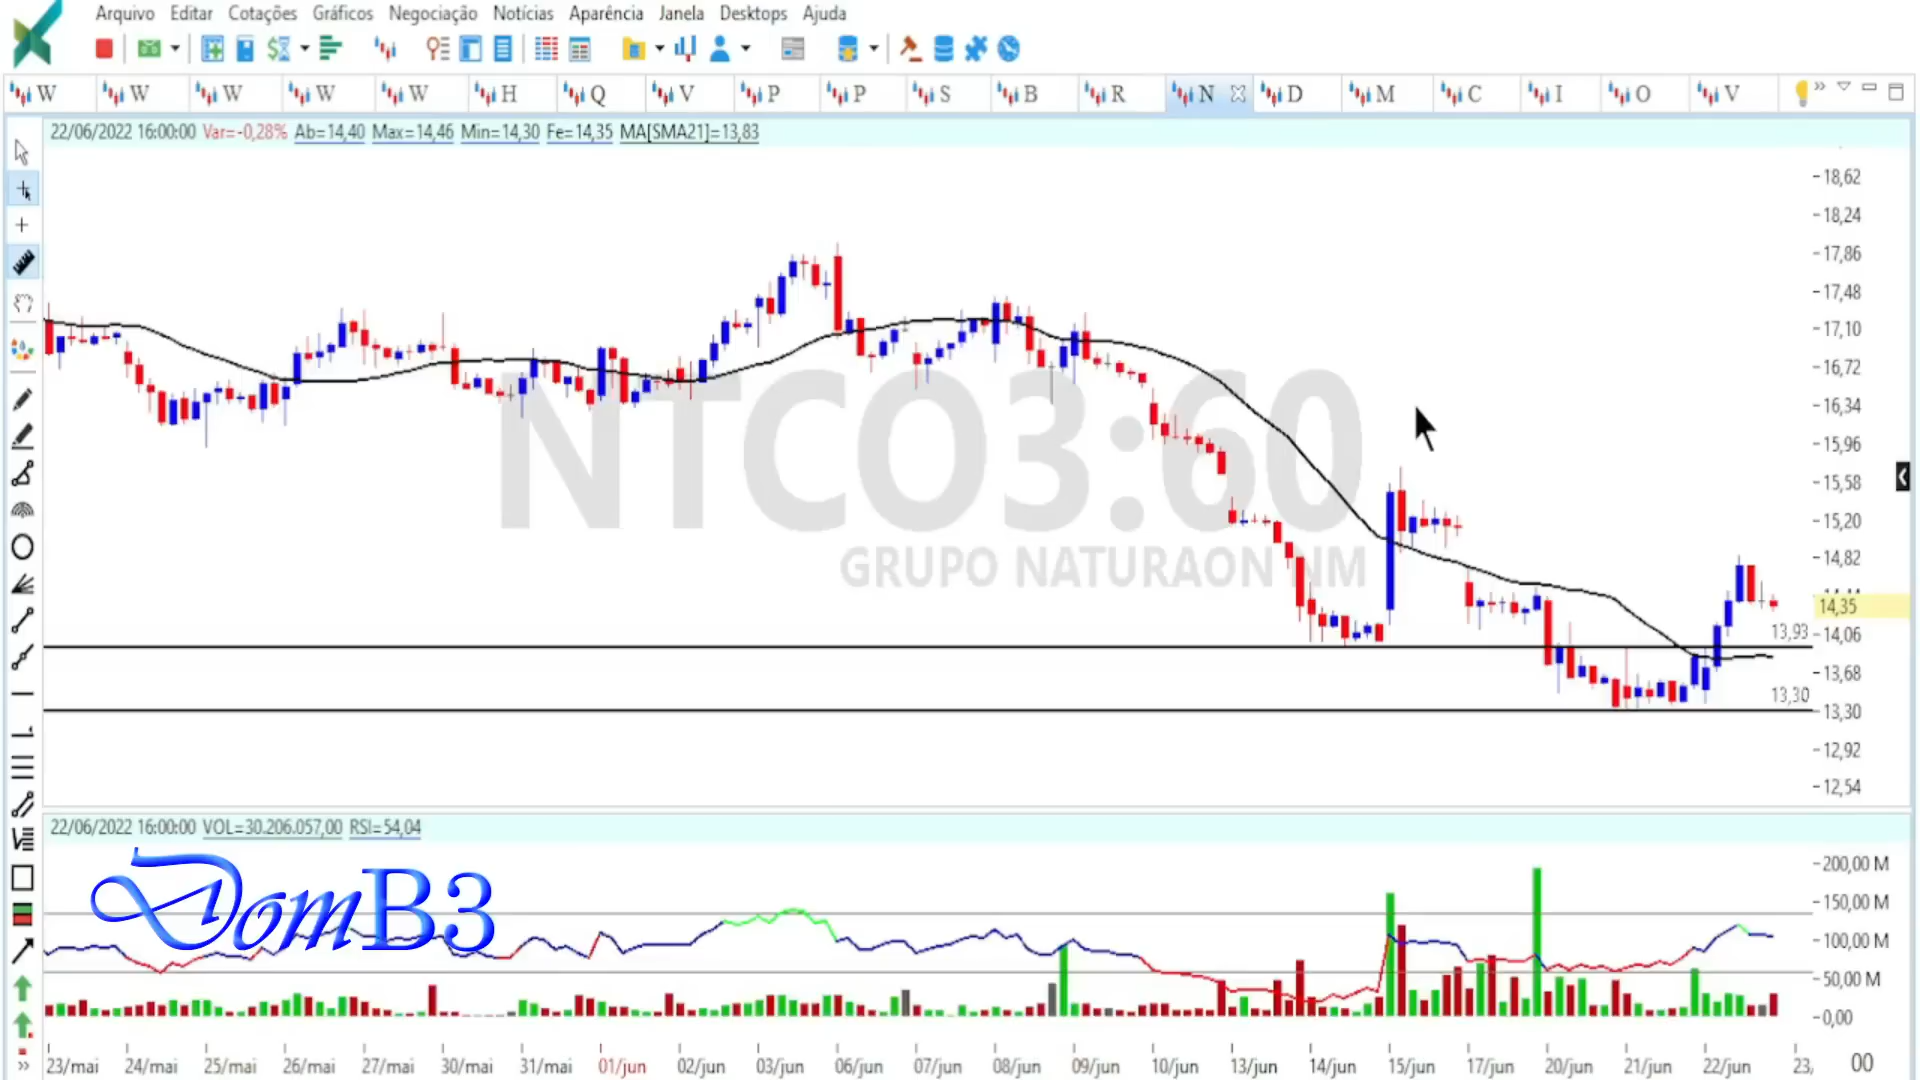 Arquivo Editar Cotações Gráficos Negociação Notícias Aparência Janela Desktops Ajuda
W W W W W H Q V P P S B R N D M C I O V
22/06/2022 16:00:00 Var=-0,28% Ab=14,40 Max=14,46 Min=14,30 Fe=14,35 MA[SMA21]=13,83
18,62
18,24
17,86
17,48
17,10
16,72
16,34
15,96
15,58
15,20
14,82
14,35
14,06
13,68
13,30
12,92
12,54
NTCO3:60
GRUPO NATURAON NM
13,93
13,30
22/06/2022 16:00:00 VOL=30.206.057,00 RSI=54,04
DomB3
200,00 M
150,00 M
100,00 M
50,00 M
0,00
23/mai 24/mai 25/mai 26/mai 27/mai 30/mai 31/mai 01/jun 02/jun 03/jun 06/jun 07/jun 08/jun 09/jun 10/jun 13/jun 14/jun 15/jun 17/jun 20/jun 21/jun 22/jun 23, 00